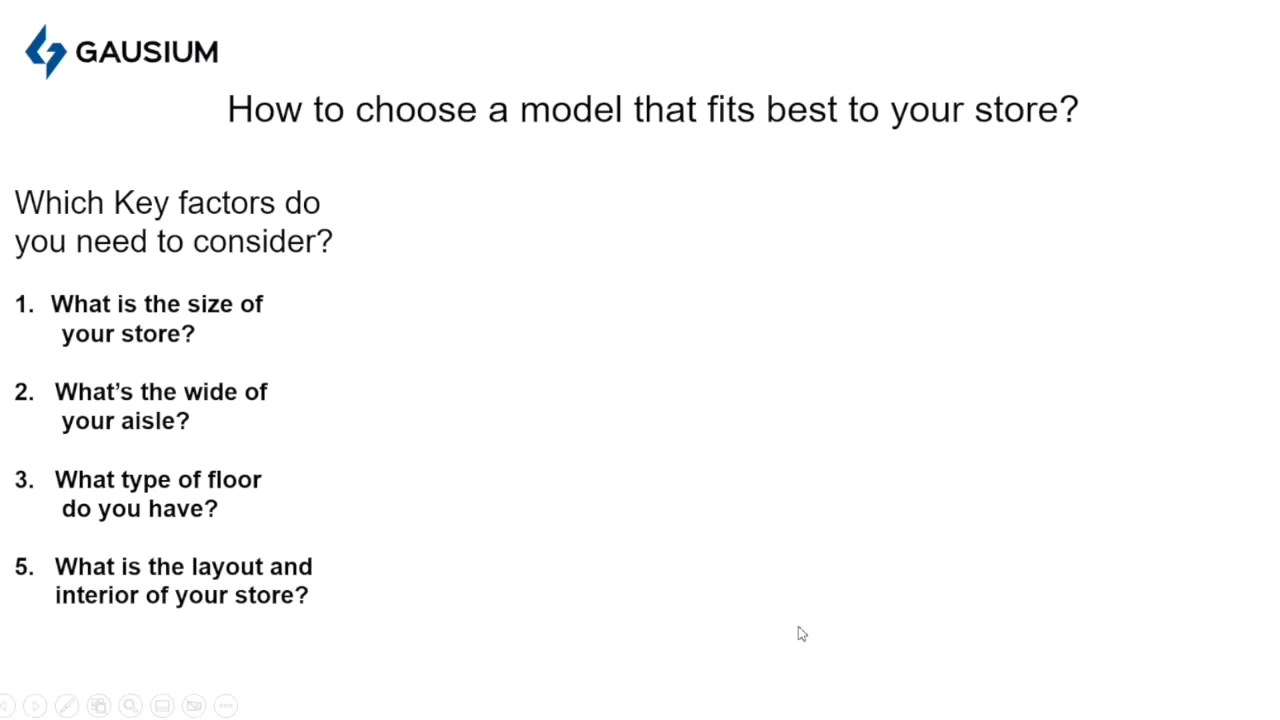 GAUSIUM
How to choose a model that fits best to your store?
Which Key factors do
you need to consider?
1. What is the size of
your store?
2. What’s the wide of
your aisle?
3. What type of floor
do you have?
5. What is the layout and
interior of your store?